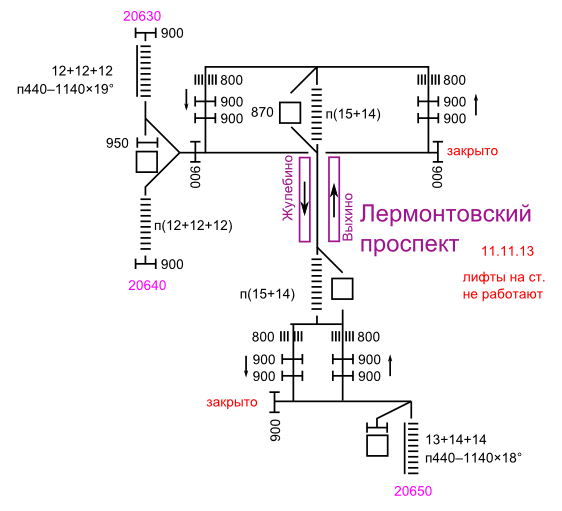 20630
900
12+12+12
п440–1140×19°
800
900
900
870
п(15+14)
800
900
900
950
900
закрыто
900
Жулебино
Выхино
Лермонтовский
проспект
п(12+12+12)
11.11.13
лифты на ст.
не работают
900
20640
п(15+14)
800
800
900
900
900
900
закрыто
900
13+14+14
п440–1140×18°
20650